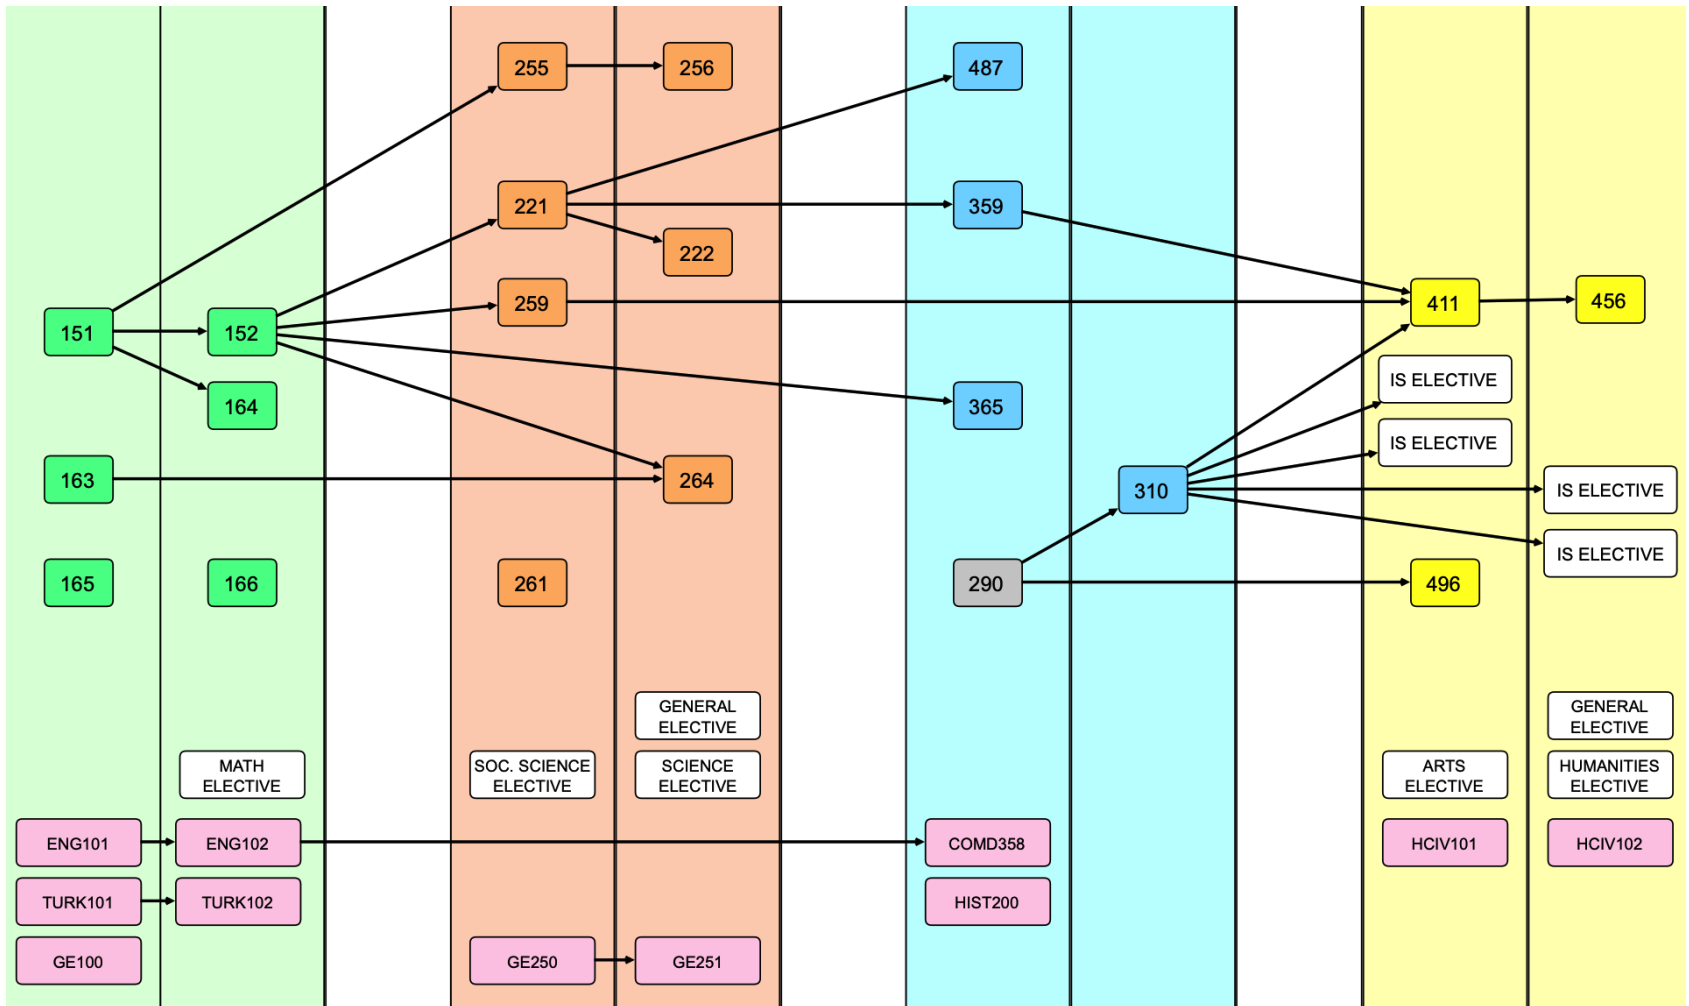 255
256
487
221
359
222
259
411
456
151
152
IS ELECTIVE
164
365
IS ELECTIVE
163
264
310
IS ELECTIVE
IS ELECTIVE
165
166
261
290
496
GENERAL
ELECTIVE
GENERAL
ELECTIVE
MATH
ELECTIVE
SOC. SCIENCE
ELECTIVE
SCIENCE
ELECTIVE
ARTS
ELECTIVE
HUMANITIES
ELECTIVE
ENG101
ENG102
COMD358
HCIV101
HCIV102
TURK101
TURK102
HIST200
GE100
GE250
GE251